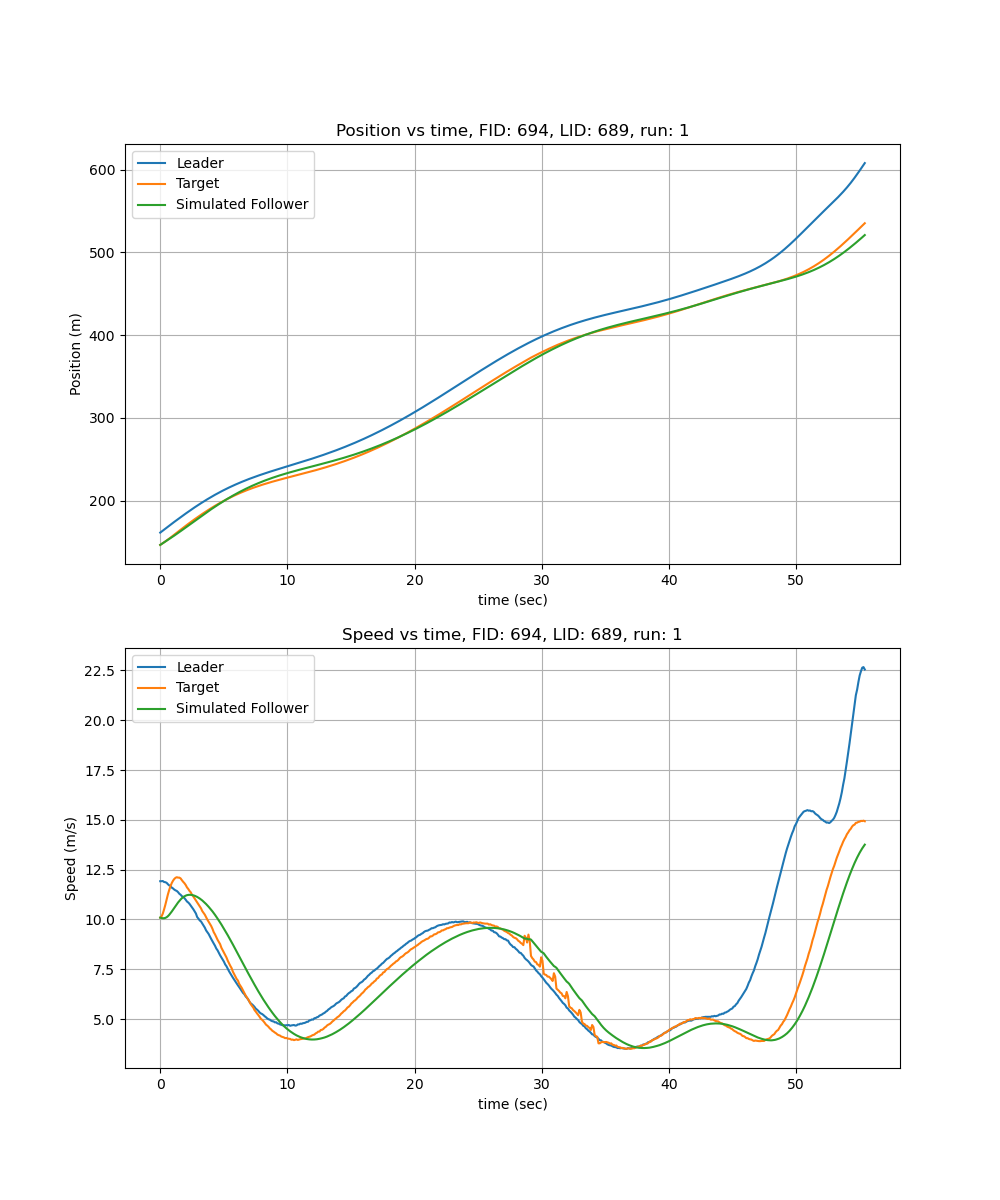 Position vs time, FID: 694, LID: 689, run: 1
Leader
Target
Simulated Follower
600
500
400
300
200
Position (m)
0 10 20 30 40 50
time (sec)
Speed vs time, FID: 694, LID: 689, run: 1
Leader
Target
Simulated Follower
22.5
20.0
17.5
15.0
12.5
10.0
7.5
5.0
Speed (m/s)
0 10 20 30 40 50
time (sec)